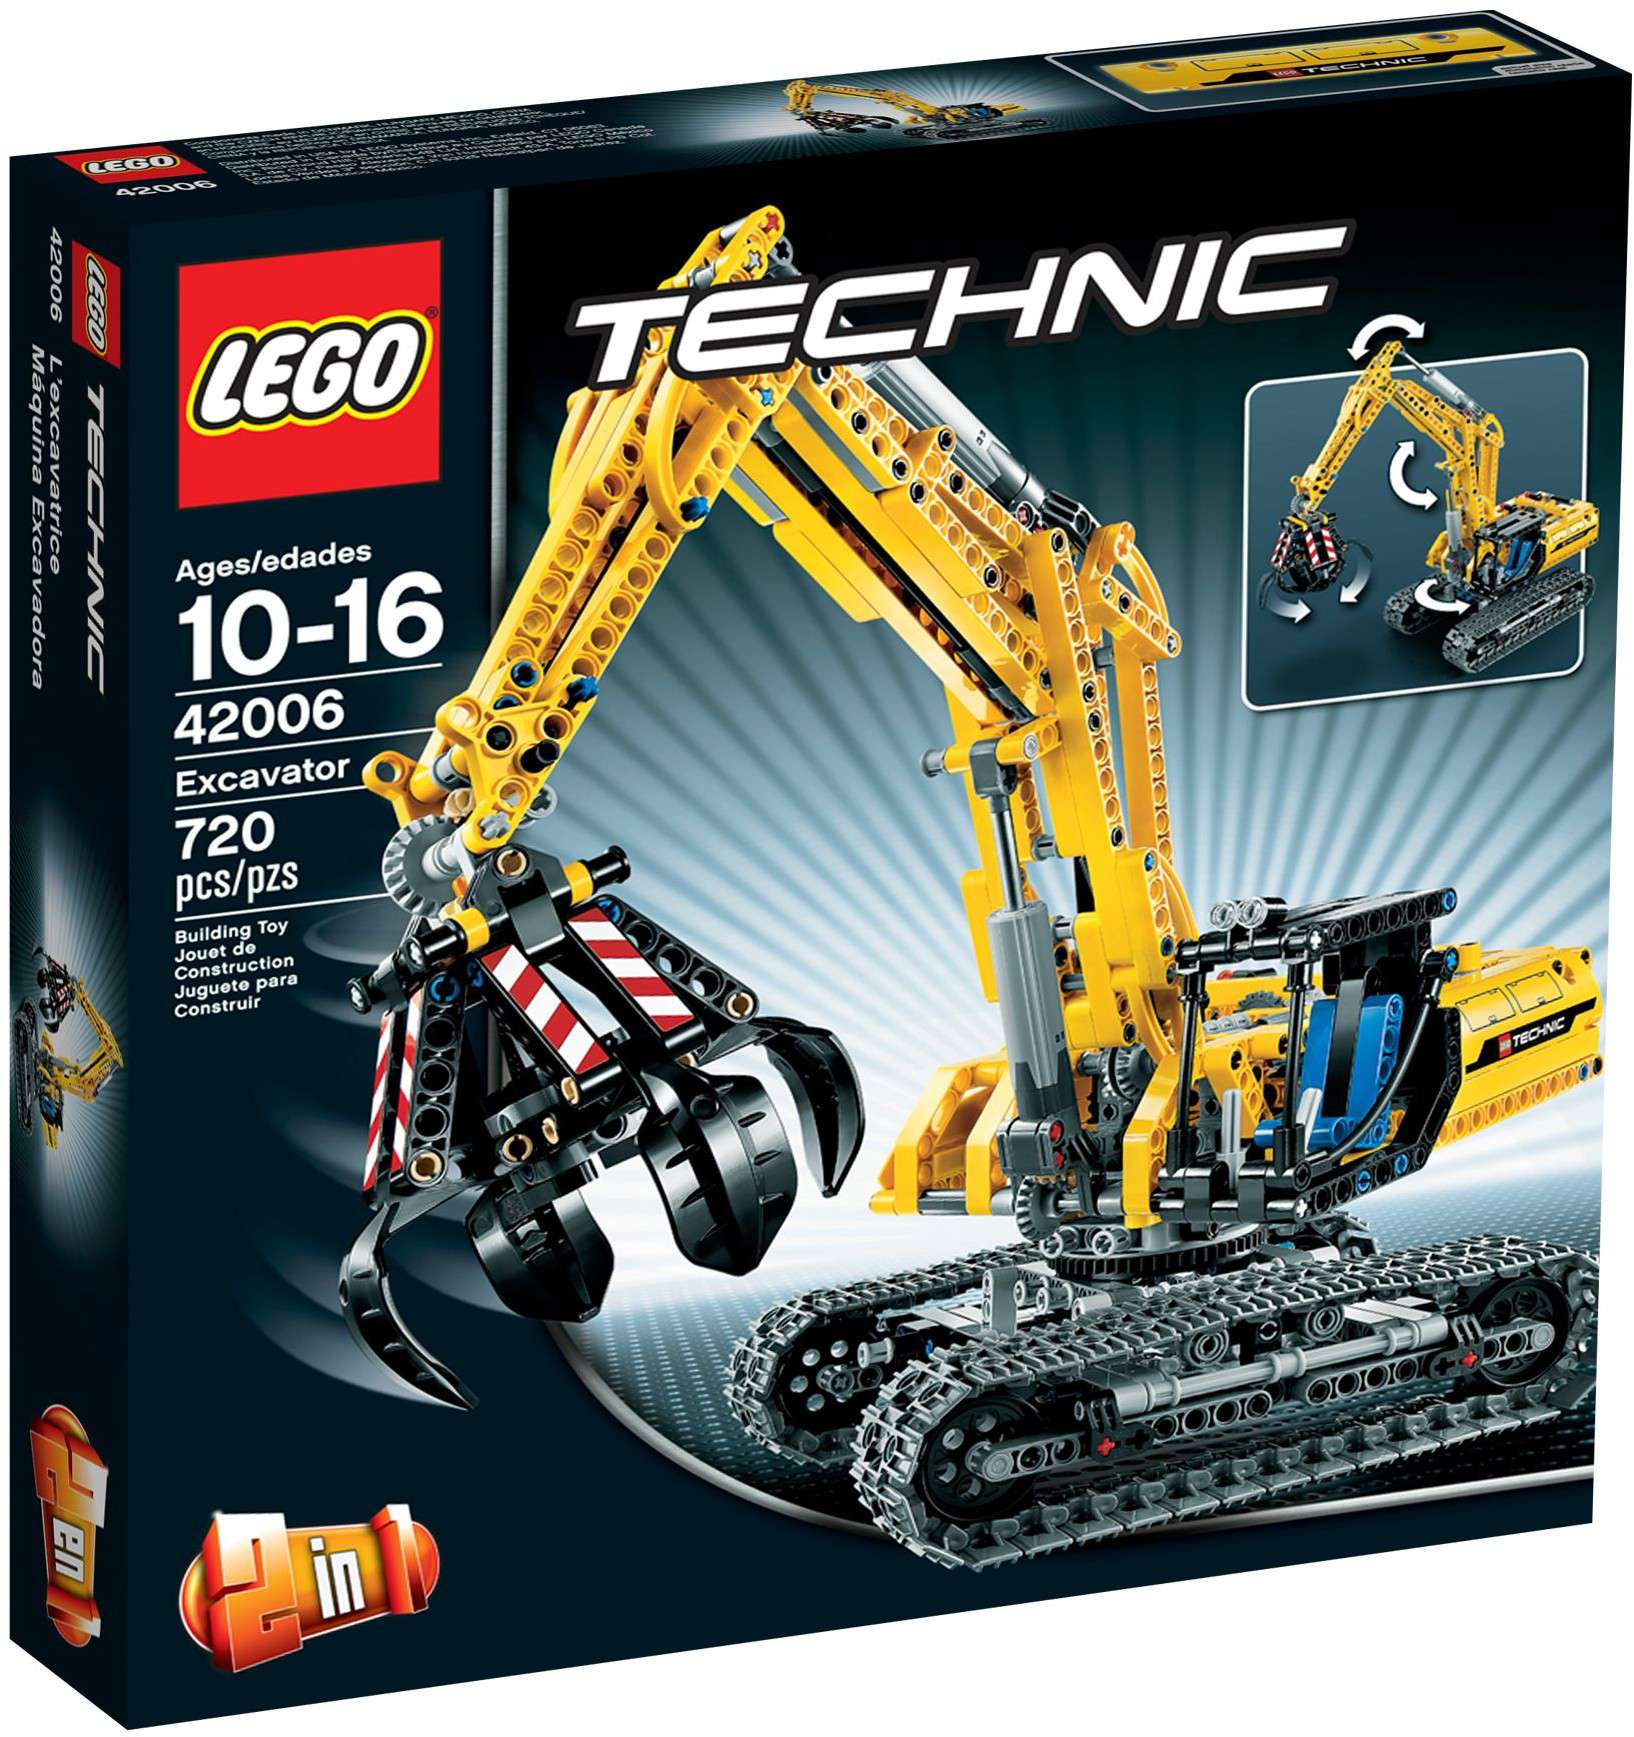 LEGO
42006
LEGO TECHNIC
42006
LEGO
TECHNIC
L'excavatrice
Máquina Excavadora
LEGO®
TECHNIC
Ages/edades
10-16
42006
Excavator
720
pcs/pzs
Building Toy
Jouet de
Construction
Juguete para
Construir
LEGO TECHNIC
2 in 1
2 en 1